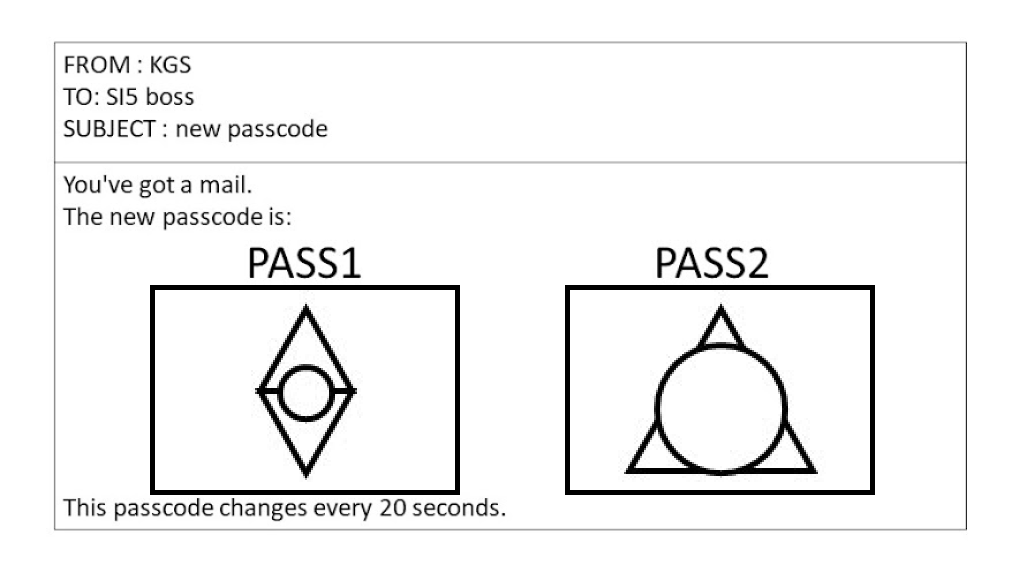 FROM : KGS
TO: SI5 boss
SUBJECT : new passcode
You've got a mail.
The new passcode is:
PASS1
PASS2
This passcode changes every 20 seconds.